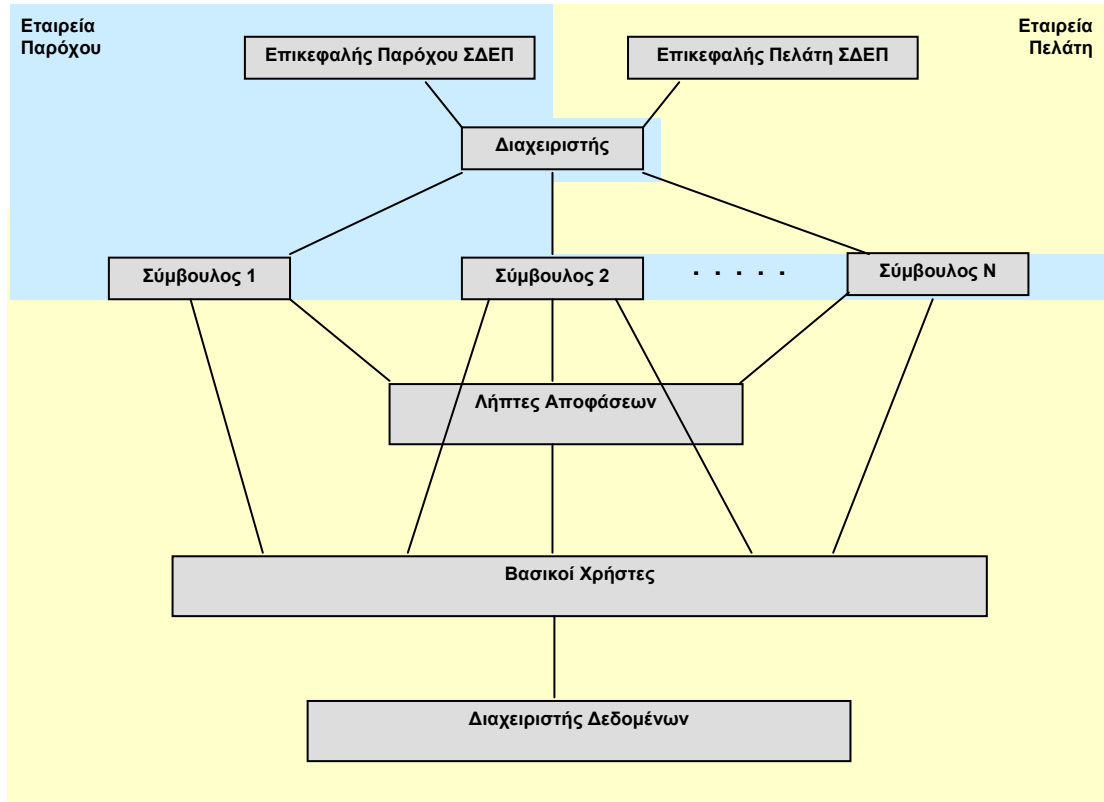 Εταιρεία
Παρόχου
Εταιρεία
Πελάτη
Επικεφαλής Παρόχου ΣΔΕΠ
Επικεφαλής Πελάτη ΣΔΕΠ
Διαχειριστής
Σύμβουλος 1
Σύμβουλος 2
. . . . .
Σύμβουλος Ν
Λήπτες Αποφάσεων
Βασικοί Χρήστες
Διαχειριστής Δεδομένων